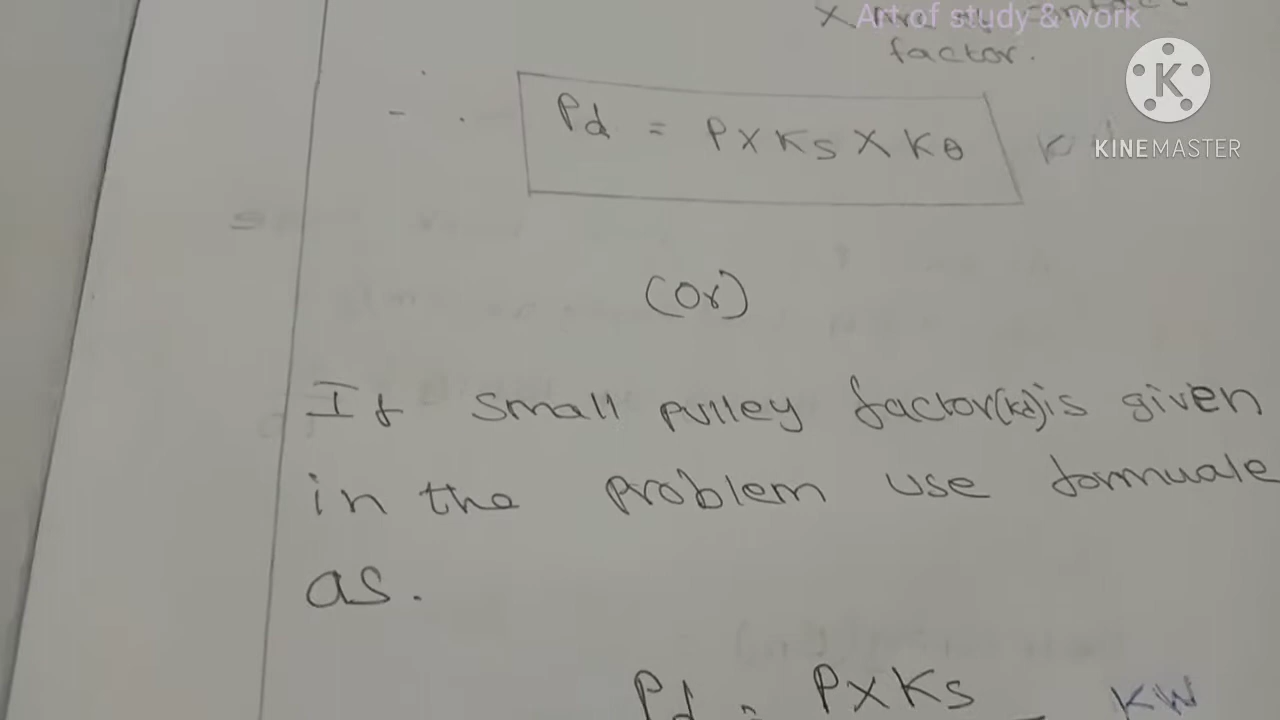 Art of study & work
X
factor.
KINEMASTER
Pd = P X Ks X Kθ
(Or)
If small pulley factor(kd)is given
in the problem use formuale
as.
Pd = P X Ks KW